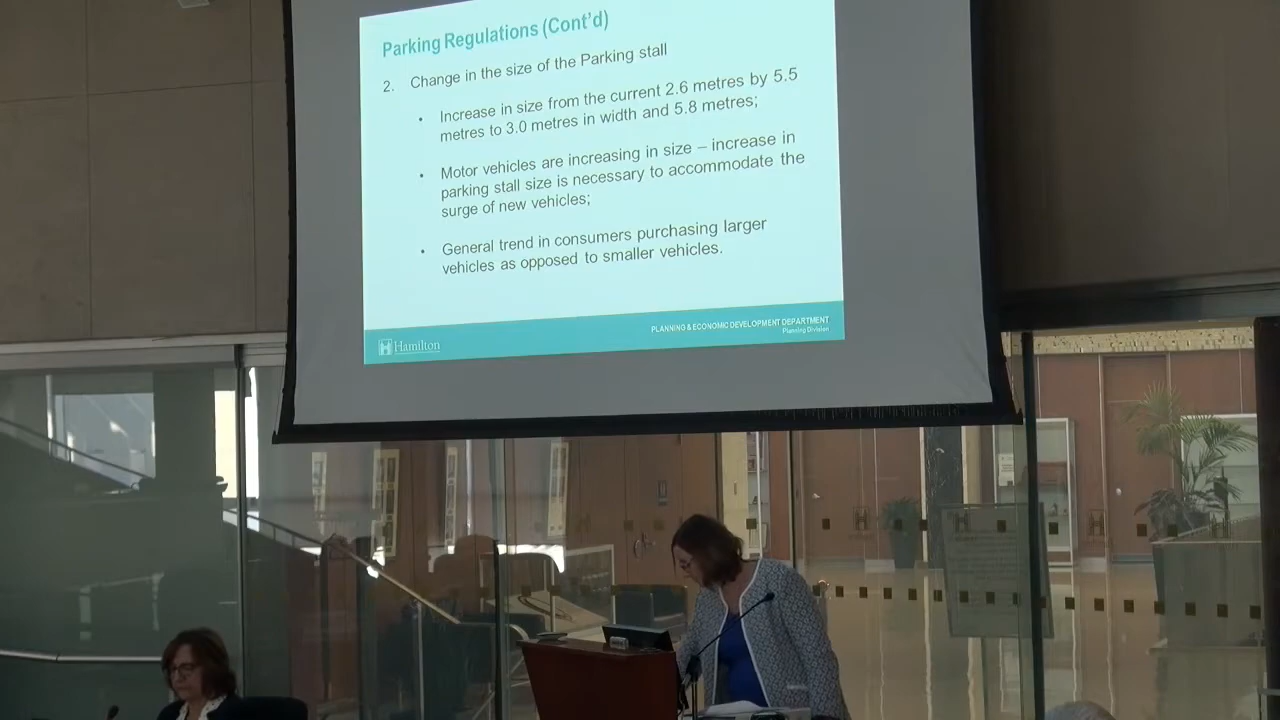 Parking Regulations (Cont'd)
2. Change in the size of the Parking stall
• Increase in size from the current 2.6 metres by 5.5
metres to 3.0 metres in width and 5.8 metres;
• Motor vehicles are increasing in size – increase in
parking stall size is necessary to accommodate the
surge of new vehicles;
• General trend in consumers purchasing larger
vehicles as opposed to smaller vehicles.
Hamilton
PLANNING & ECONOMIC DEVELOPMENT DEPARTMENT
Planning Division